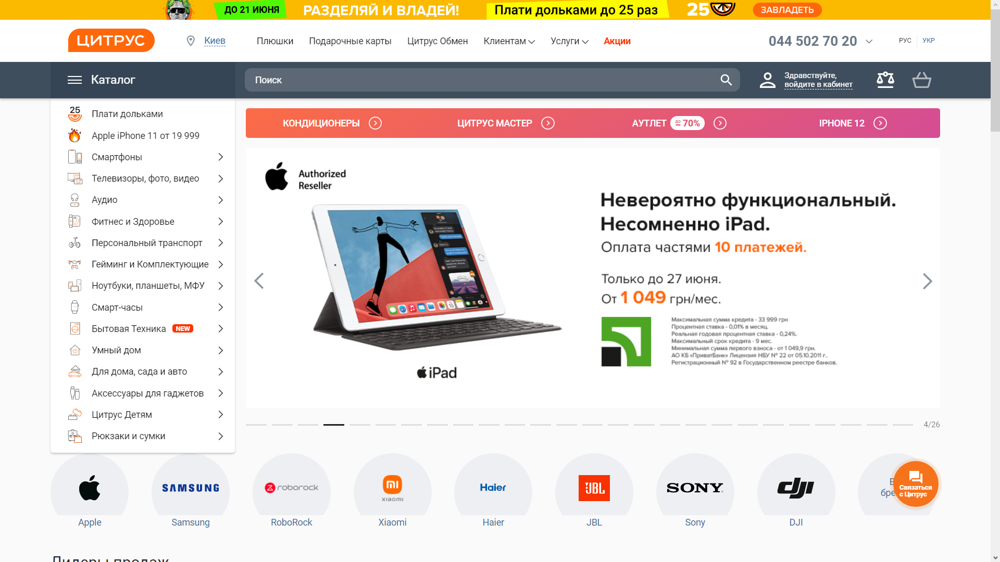 ДО 21 ИЮНЯ
РАЗДЕЛЯЙ И ВЛАДЕЙ!
Плати дольками до 25 раз
25
ЗАВЛАДЕТЬ
ЦИТРУС
Киев
Плюшки
Подарочные карты
Цитрус Обмен
Клиентам
Услуги
Акции
044 502 70 20
РУС
УКР
Каталог
Поиск
Здравствуйте,
войдите в кабинет
25
Плати дольками
Apple iPhone 11 от 19 999
Смартфоны
Телевизоры, фото, видео
Аудио
Фитнес и Здоровье
Персональный транспорт
Гейминг и Комплектующие
Ноутбуки, планшеты, МФУ
Смарт-часы
Бытовая Техника NEW
Умный дом
Для дома, сада и авто
Аксессуары для гаджетов
Цитрус Детям
Рюкзаки и сумки
КОНДИЦИОНЕРЫ
ЦИТРУС МАСТЕР
АУТЛЕТ до 70%
IPHONE 12
Authorized
Reseller
Невероятно функциональный.
Несомненно iPad.
Оплата частями 10 платежей.
Только до 27 июня.
От 1 049 грн/мес.
Максимальная сумма кредита - 33 999 грн
Процентная ставка - 0,01% в месяц.
Реальная годовая процентная ставка - 0,24%.
Максимальный срок кредита - 9 мес.
Минимальная сумма первого взноса - от 1 049,9 грн.
АО КБ «ПриватБанк» Лицензия НБУ № 22 от 05.10.2011 г..
Регистрационный № 92 в Государственном реестре банков.
iPad
4/26
SAMSUNG
roborock
mi
xiaomi
Haier
JBL
SONY
dji
Связаться
с Цитрус
Apple
Samsung
RoboRock
Xiaomi
Haier
JBL
Sony
DJI
Лидеры продаж